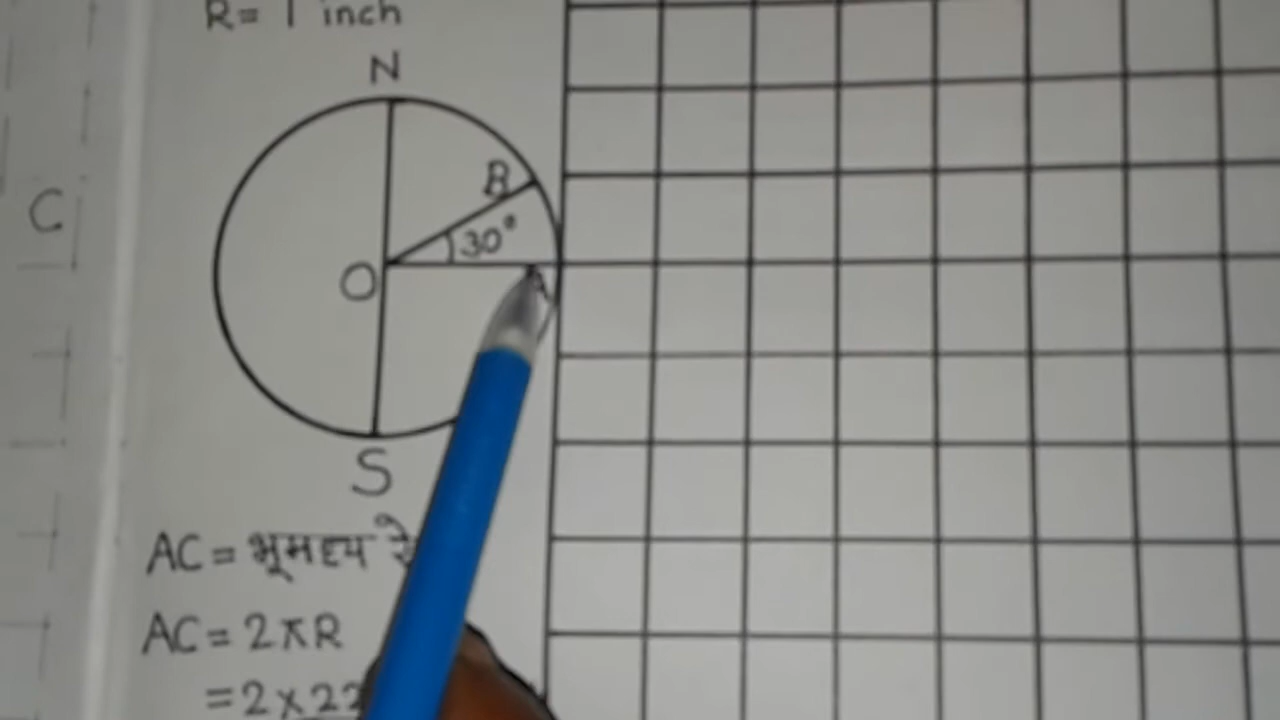 R= 1 inch
N
B
30°
C
O
A
S
AC = भूमध्य
AC = 2πR
= 2 × 22